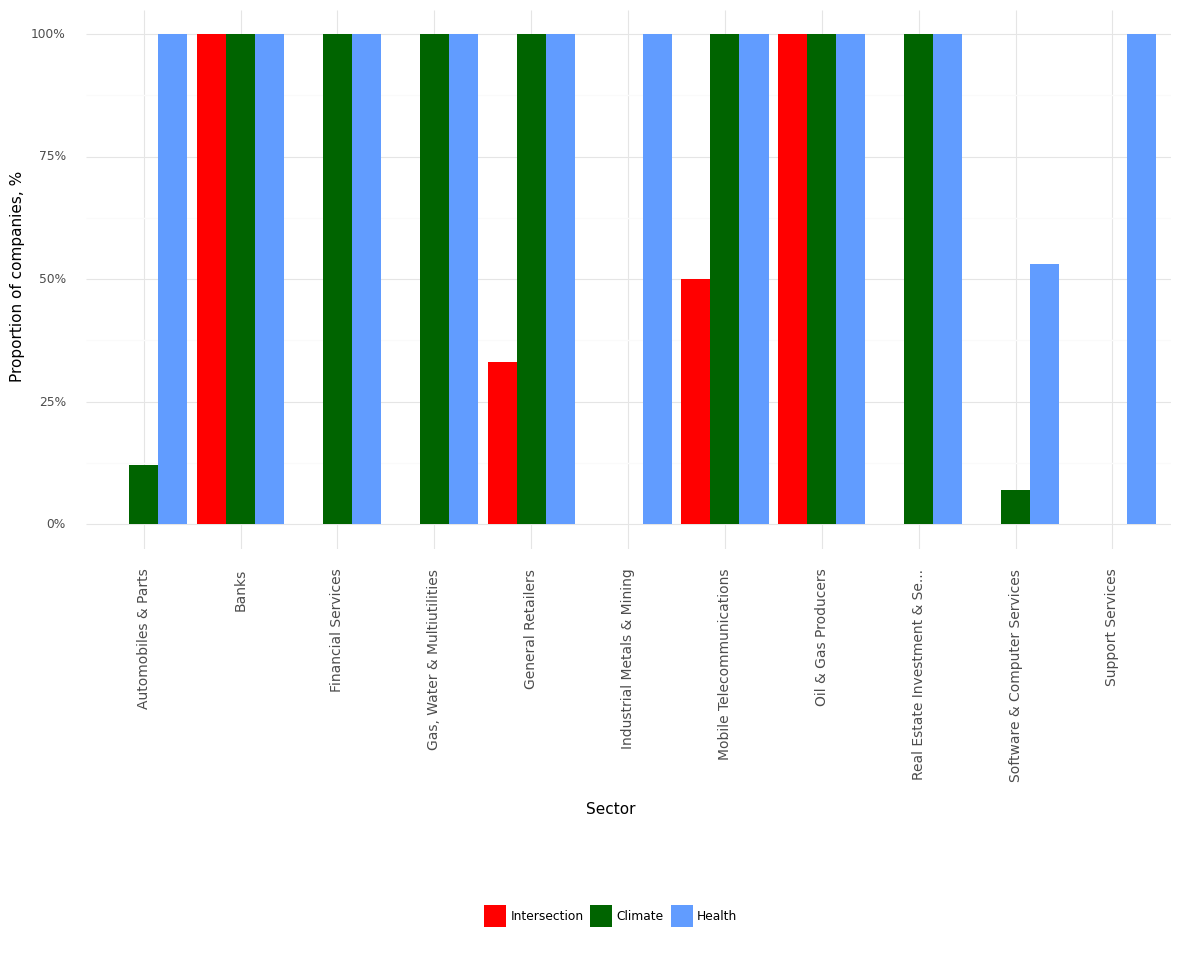 100%
75%
50%
25%
0%
Proportion of companies, %
Automobiles & Parts
Banks
Financial Services
Gas, Water & Multiutilities
General Retailers
Industrial Metals & Mining
Mobile Telecommunications
Oil & Gas Producers
Real Estate Investment & Se...
Software & Computer Services
Support Services
Sector
Intersection
Climate
Health